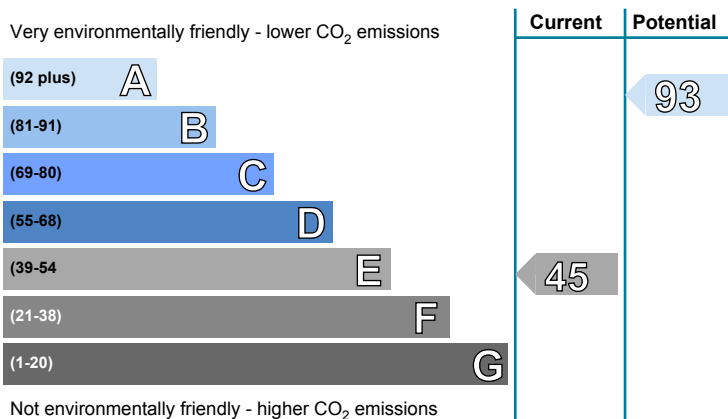 Current Potential
Very environmentally friendly - lower CO2 emissions
(92 plus) A
93
(81-91) B
(69-80) C
(55-68) D
(39-54 E
45
(21-38) F
(1-20) G
Not environmentally friendly - higher CO2 emissions